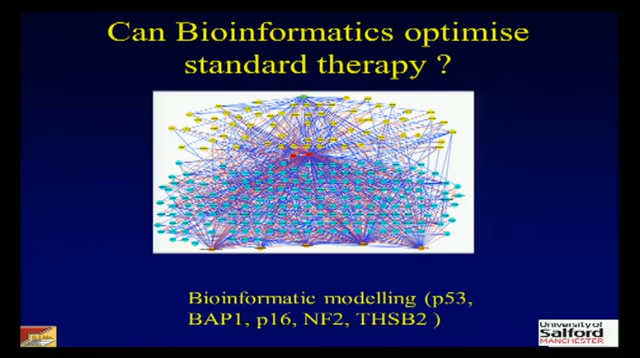 Can Bioinformatics optimise
standard therapy ?
Bioinformatic modelling (p53,
BAP1, p16, NF2, THSB2 )
University of
Salford
MANCHESTER